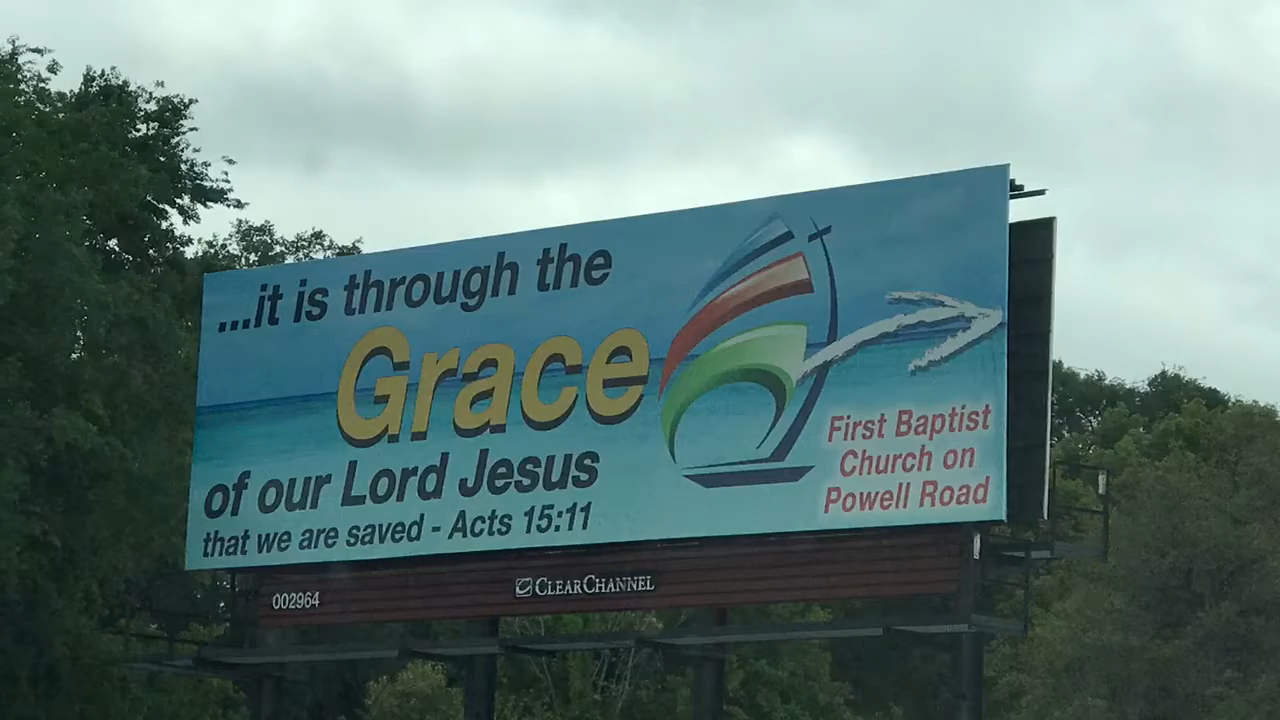 ...it is through the
Grace
of our Lord Jesus
that we are saved - Acts 15:11
First Baptist
Church on
Powell Road
002964
CLEARCHANNEL